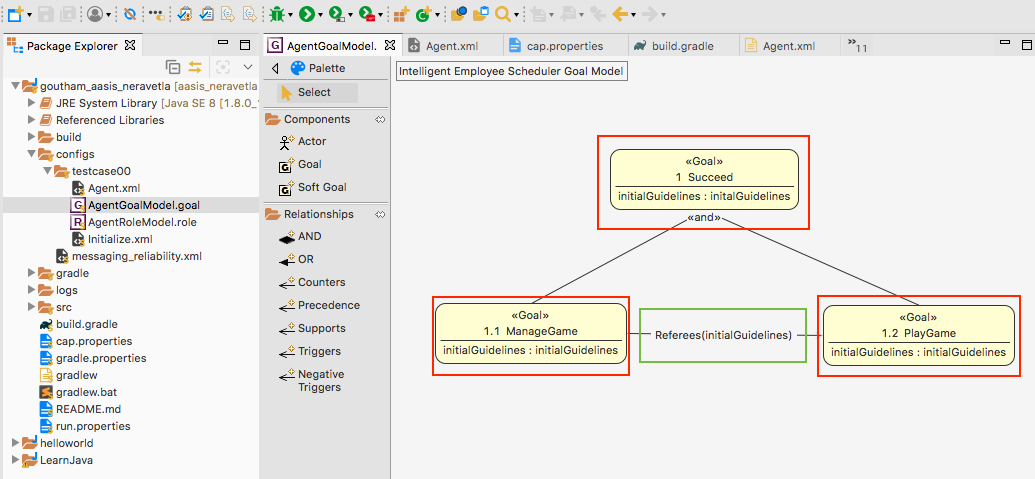 AgentGoalModel.
Agent.xml
cap.properties
build.gradle
Agent.xml
»11
Package Explorer
goutham_aasis_neravetla [aasis_neravetla
JRE System Library [Java SE 8 [1.8.0_1
Referenced Libraries
build
configs
testcase00
Agent.xml
AgentGoalModel.goal
AgentRoleModel.role
Initialize.xml
messaging_reliability.xml
gradle
logs
src
build.gradle
cap.properties
gradle.properties
gradlew
gradlew.bat
README.md
run.properties
helloworld
LearnJava
Palette
Select
Components
Actor
Goal
Soft Goal
Relationships
AND
OR
Counters
Precedence
Supports
Triggers
Negative
Triggers
Intelligent Employee Scheduler Goal Model
«Goal»
1 Succeed
initialGuidelines : initalGuidelines
«and»
«Goal»
1.1 ManageGame
initialGuidelines : initialGuidelines
Referees(initialGuidelines)
«Goal»
1.2 PlayGame
initialGuidelines : initialGuidelines